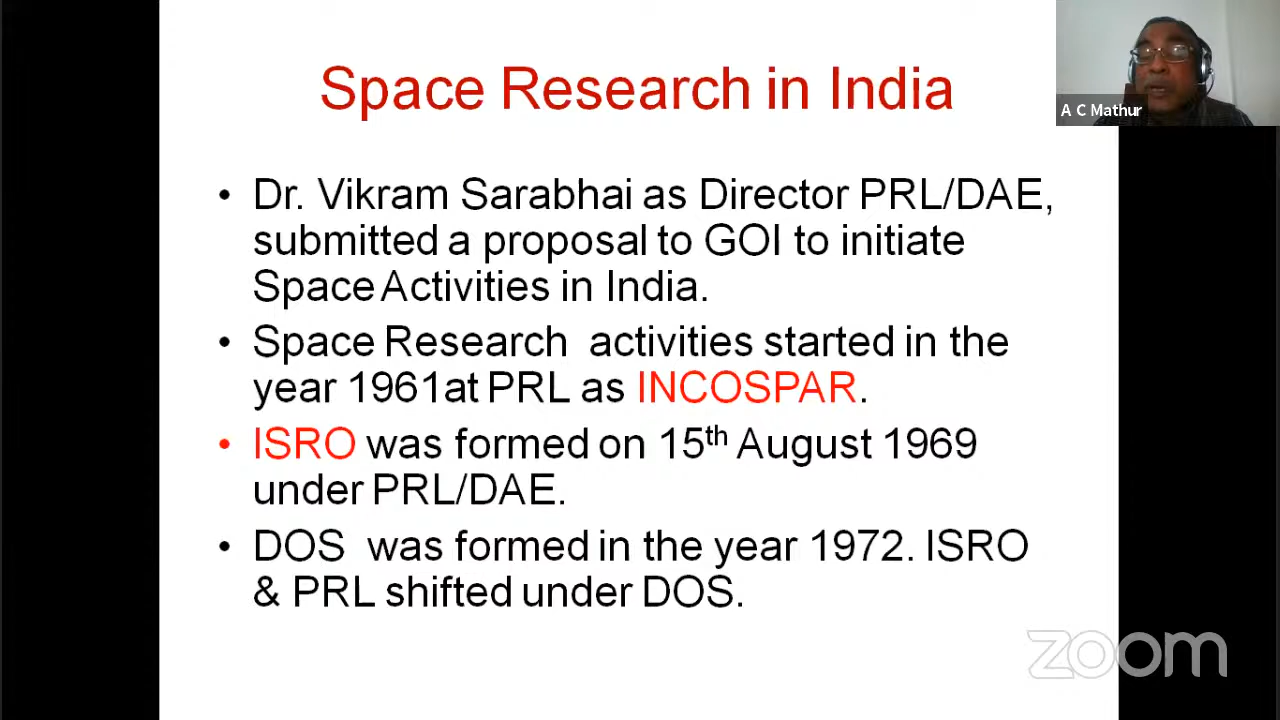 Space Research in India
A C Mathur
• Dr. Vikram Sarabhai as Director PRL/DAE,
submitted a proposal to GOI to initiate
Space Activities in India.
• Space Research activities started in the
year 1961at PRL as INCOSPAR.
• ISRO was formed on 15th August 1969
under PRL/DAE.
• DOS was formed in the year 1972. ISRO
& PRL shifted under DOS.
zoom